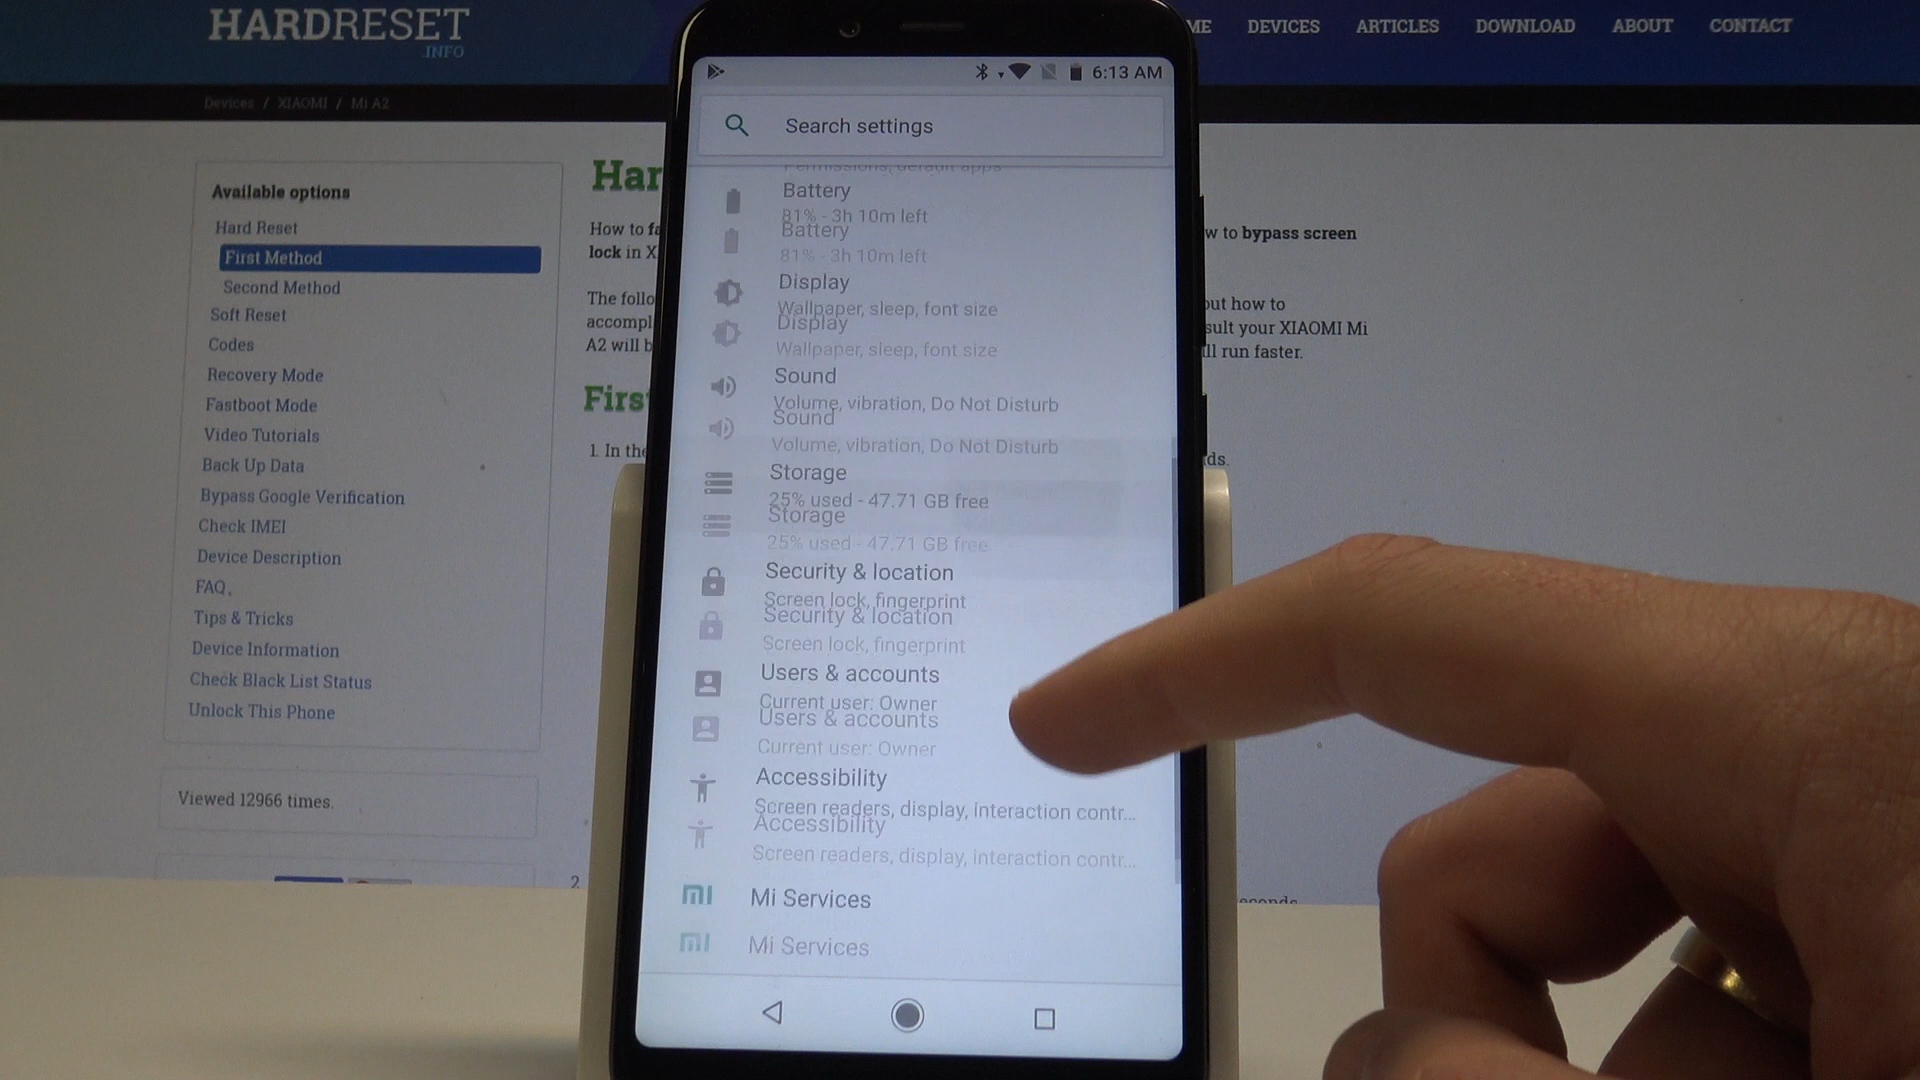 HARDRESET
.INFO
ME DEVICES ARTICLES DOWNLOAD ABOUT CONTACT
Devices / XIAOMI / Mi A2
Available options
Hard Reset
First Method
Second Method
Soft Reset
Codes
Recovery Mode
Fastboot Mode
Video Tutorials
Back Up Data
Bypass Google Verification
Check IMEI
Device Description
FAQ
Tips & Tricks
Device Information
Check Black List Status
Unlock This Phone
Viewed 12966 times.
Har
How to fa
lock in X
w to bypass screen
The follo
accompl
A2 will b
out how to
sult your XIAOMI Mi
ll run faster.
Firs
1. In the
ds.
2
econds
6:13 AM
Search settings
Permissions, default apps
Battery
81% - 3h 10m left
Battery
81% - 3h 10m left
Display
Wallpaper, sleep, font size
Display
Wallpaper, sleep, font size
Sound
Volume, vibration, Do Not Disturb
Sound
Volume, vibration, Do Not Disturb
Storage
25% used - 47.71 GB free
Storage
25% used - 47.71 GB free
Security & location
Screen lock, fingerprint
Security & location
Screen lock, fingerprint
Users & accounts
Current user: Owner
Users & accounts
Current user: Owner
Accessibility
Screen readers, display, interaction contr...
Accessibility
Screen readers, display, interaction contr...
mi Mi Services
mi Mi Services